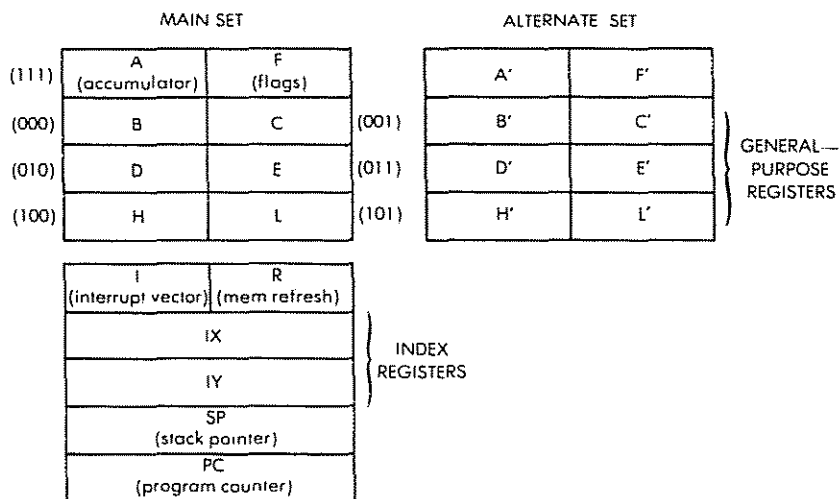 MAIN SET
ALTERNATE SET
(111)
A
(accumulator)
F
(flags)
A'
F'
(000)
B
C
(001)
B'
C'
(010)
D
E
(011)
D'
E'
(100)
H
L
(101)
H'
L'
GENERAL—
PURPOSE
REGISTERS
I
(interrupt vector)
R
(mem refresh)
IX
IY
INDEX
REGISTERS
SP
(stack pointer)
PC
(program counter)